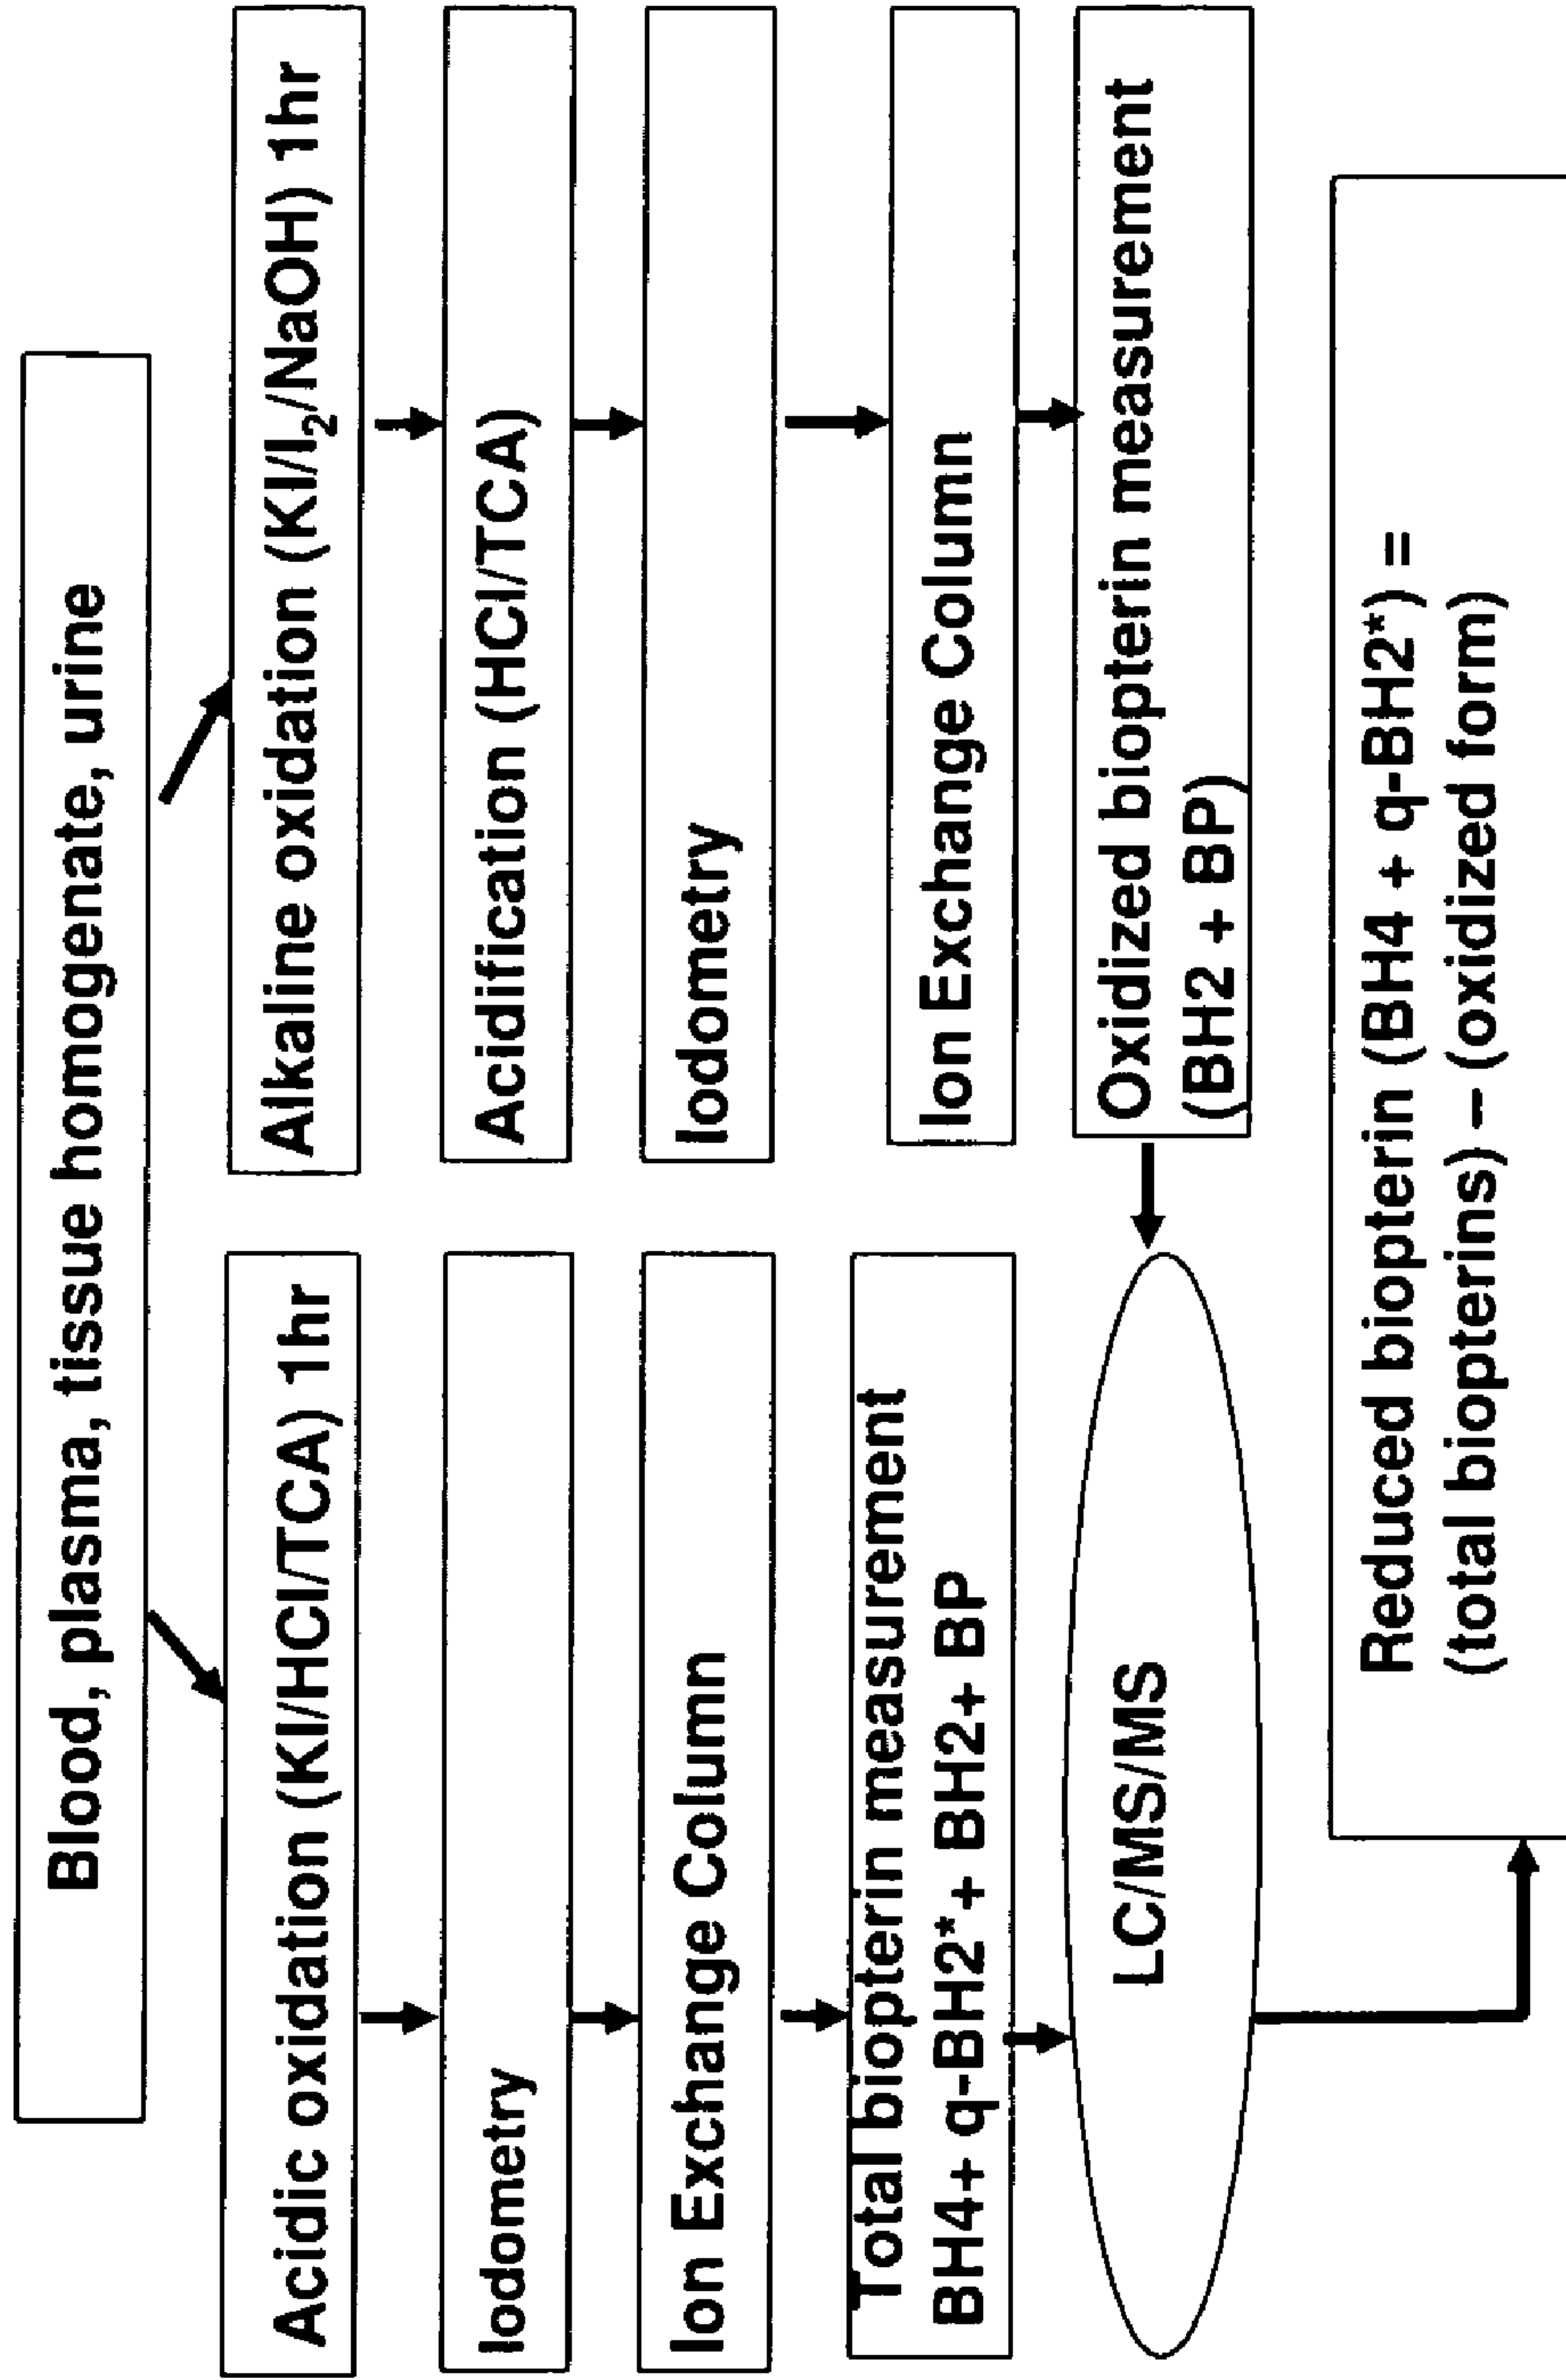 Blood, plasma, tissue homogenate, urine
Acidic oxidation (KI/HCl/TCA) 1hr
Iodometry
Ion Exchange Column
Total biopterin measurement
BH4+ q-BH2*+ BH2+ BP
LC/MS/MS
Alkaline oxidation (KI/I₂/NaOH) 1hr
Acidification (HCl/TCA)
Iodometry
Ion Exchange Column
Oxidized biopterin measurement
(BH2 + BP)
Reduced biopterin (BH4 + q-BH2*) =
(total biopterins) – (oxidized form)